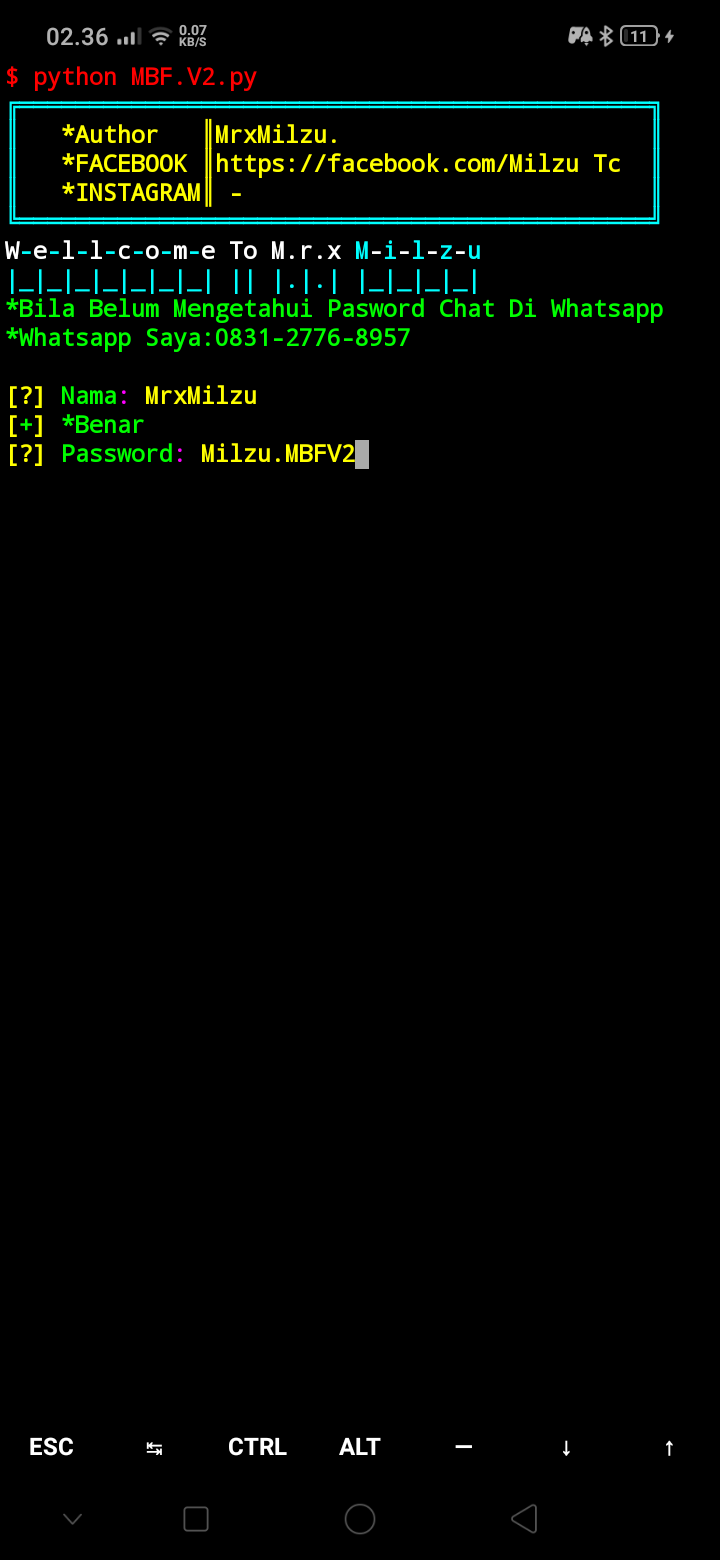 02.36 0.07 KB/S 11
$ python MBF.V2.py
*Author ║MrxMilzu.
*FACEBOOK ║https://facebook.com/Milzu Tc
*INSTAGRAM║ -
W-e-l-l-c-o-m-e To M.r.x M-i-l-z-u
|_|_|_|_|_|_|_| || |.|.| |_|_|_|_|
*Bila Belum Mengetahui Pasword Chat Di Whatsapp
*Whatsapp Saya:0831-2776-8957
[?] Nama: MrxMilzu
[+] *Benar
[?] Password: Milzu.MBFV2
ESC ↹ CTRL ALT — ↓ ↑